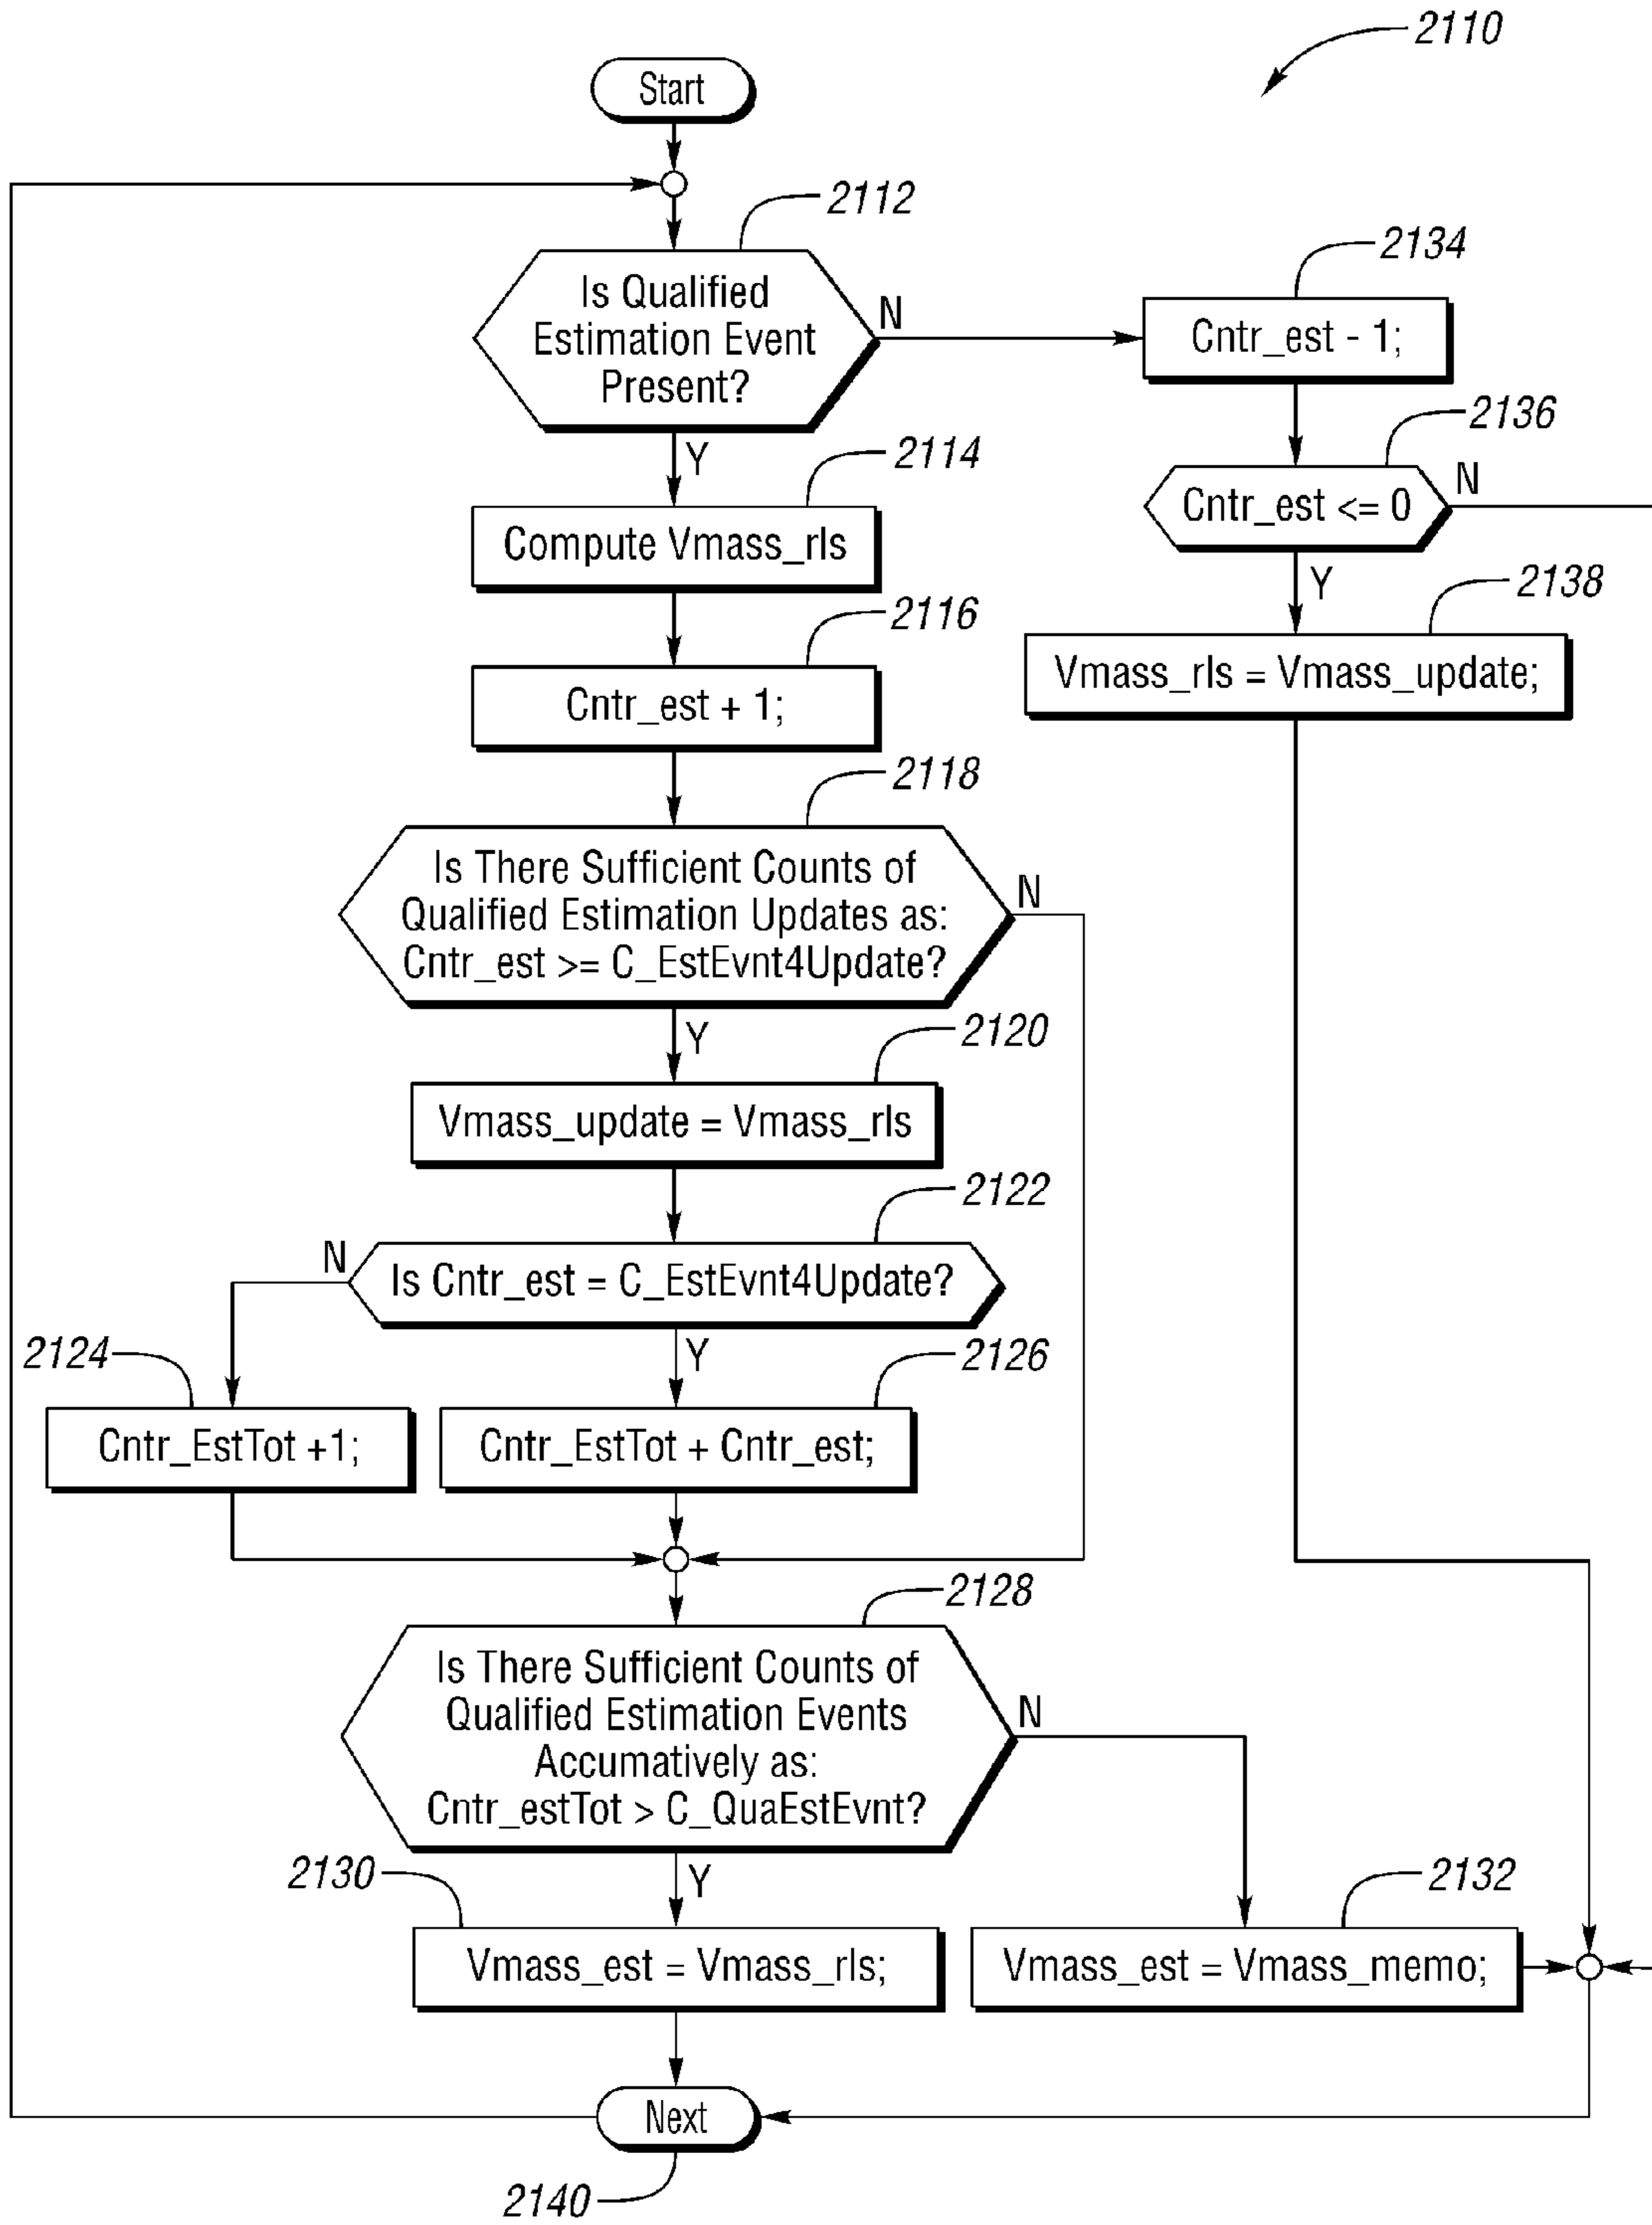 2110
Start
2112
Is Qualified
Estimation Event
Present?
N
Y
2134
Cntr_est - 1;
2136
Cntr_est <= 0
N
Y
2138
Vmass_rls = Vmass_update;
2114
Compute Vmass_rls
2116
Cntr_est + 1;
2118
Is There Sufficient Counts of
Qualified Estimation Updates as:
Cntr_est >= C_EstEvnt4Update?
N
Y
2120
Vmass_update = Vmass_rls
2122
Is Cntr_est = C_EstEvnt4Update?
N
Y
2124
Cntr_EstTot +1;
2126
Cntr_EstTot + Cntr_est;
2128
Is There Sufficient Counts of
Qualified Estimation Events
Accumatively as:
Cntr_estTot > C_QuaEstEvnt?
N
Y
2130
Vmass_est = Vmass_rls;
2132
Vmass_est = Vmass_memo;
Next
2140